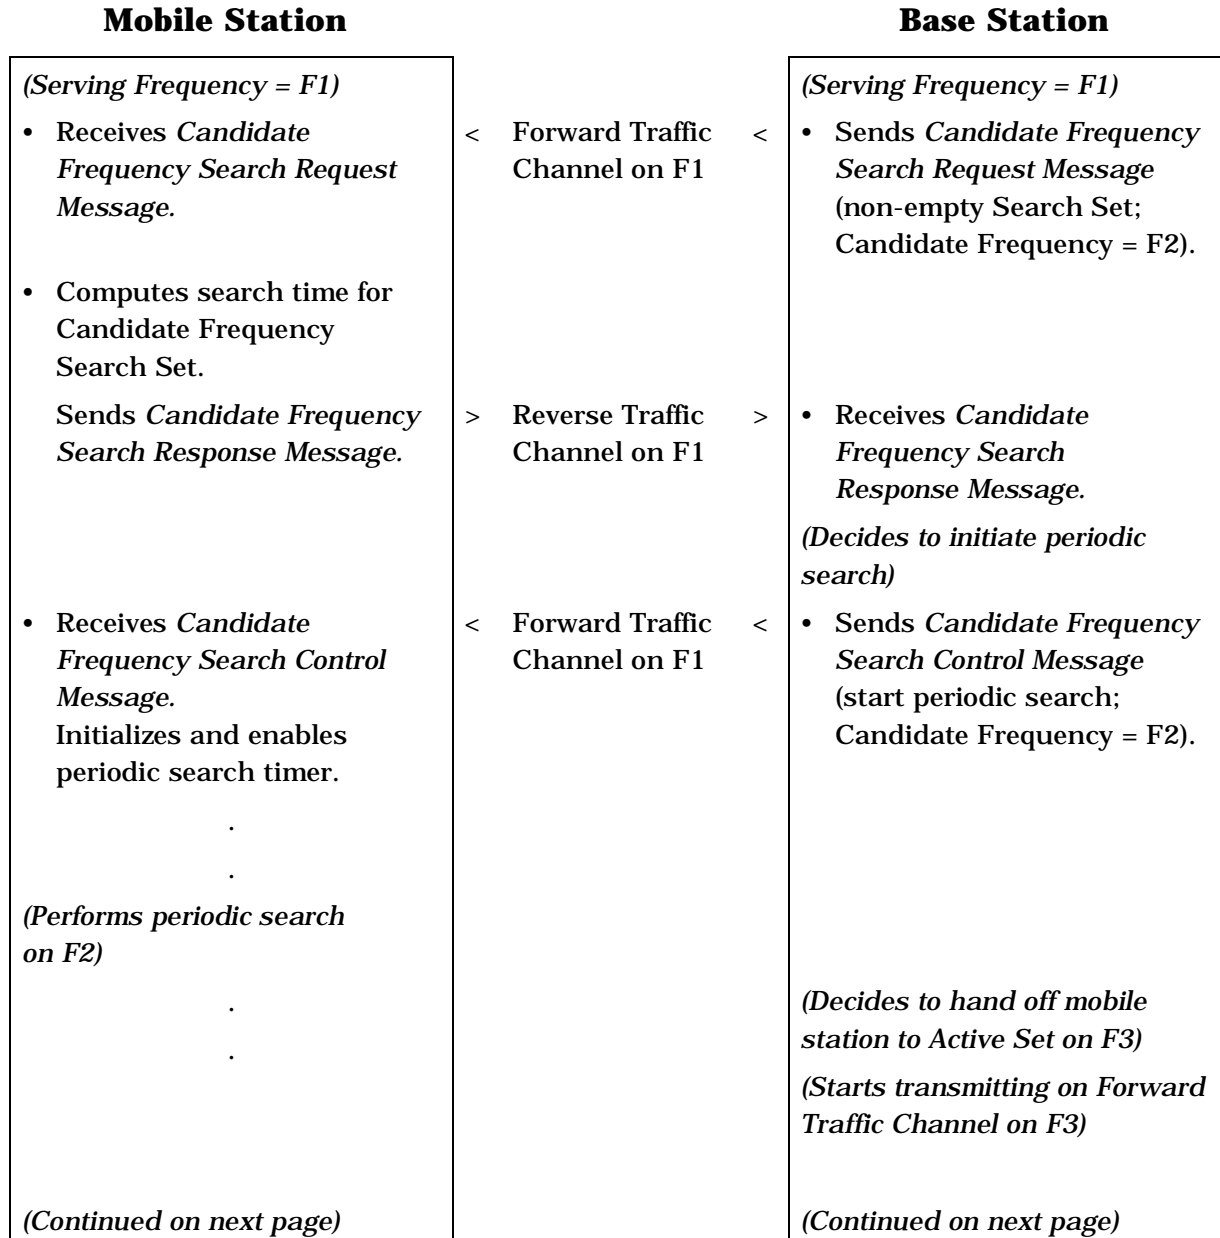 Mobile Station
Base Station
(Serving Frequency = F1)
(Serving Frequency = F1)
• Receives Candidate
Frequency Search Request
Message.
< Forward Traffic <
Channel on F1
• Sends Candidate Frequency
Search Request Message
(non-empty Search Set;
Candidate Frequency = F2).
• Computes search time for
Candidate Frequency
Search Set.
Sends Candidate Frequency
Search Response Message.
> Reverse Traffic >
Channel on F1
• Receives Candidate
Frequency Search
Response Message.
(Decides to initiate periodic
search)
• Receives Candidate
Frequency Search Control
Message.
Initializes and enables
periodic search timer.
< Forward Traffic <
Channel on F1
• Sends Candidate Frequency
Search Control Message
(start periodic search;
Candidate Frequency = F2).
.
.
(Performs periodic search
on F2)
.
.
(Decides to hand off mobile
station to Active Set on F3)
(Starts transmitting on Forward
Traffic Channel on F3)
(Continued on next page)
(Continued on next page)